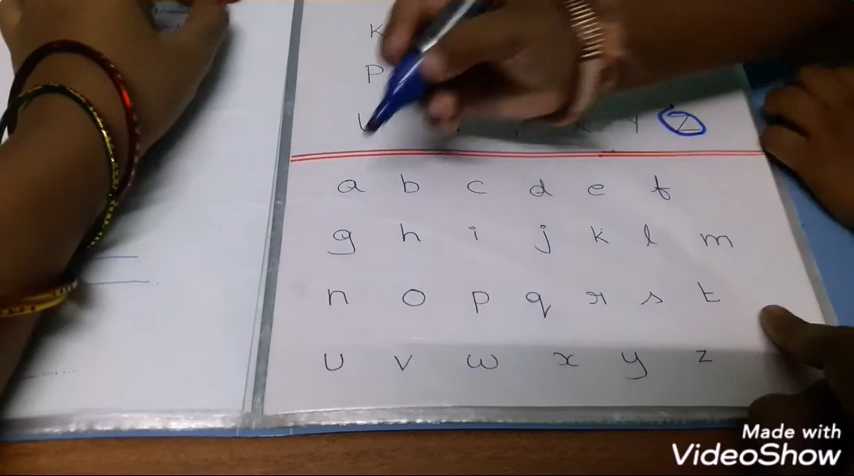 K
P
U Y Z
a b c d e f
g h i j k l m
n o p q r s t
u v w x y z
Made with
VideoShow